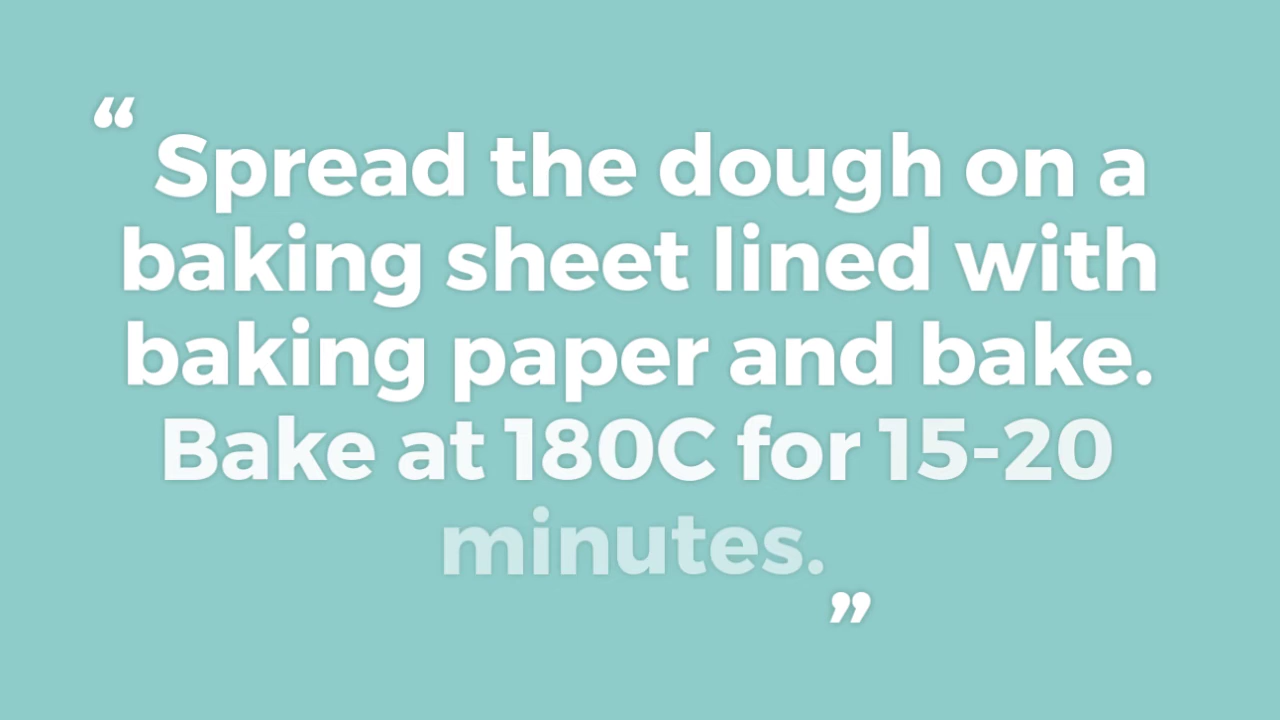 “ Spread the dough on a
baking sheet lined with
baking paper and bake.
Bake at 180C for 15-20
minutes. ”